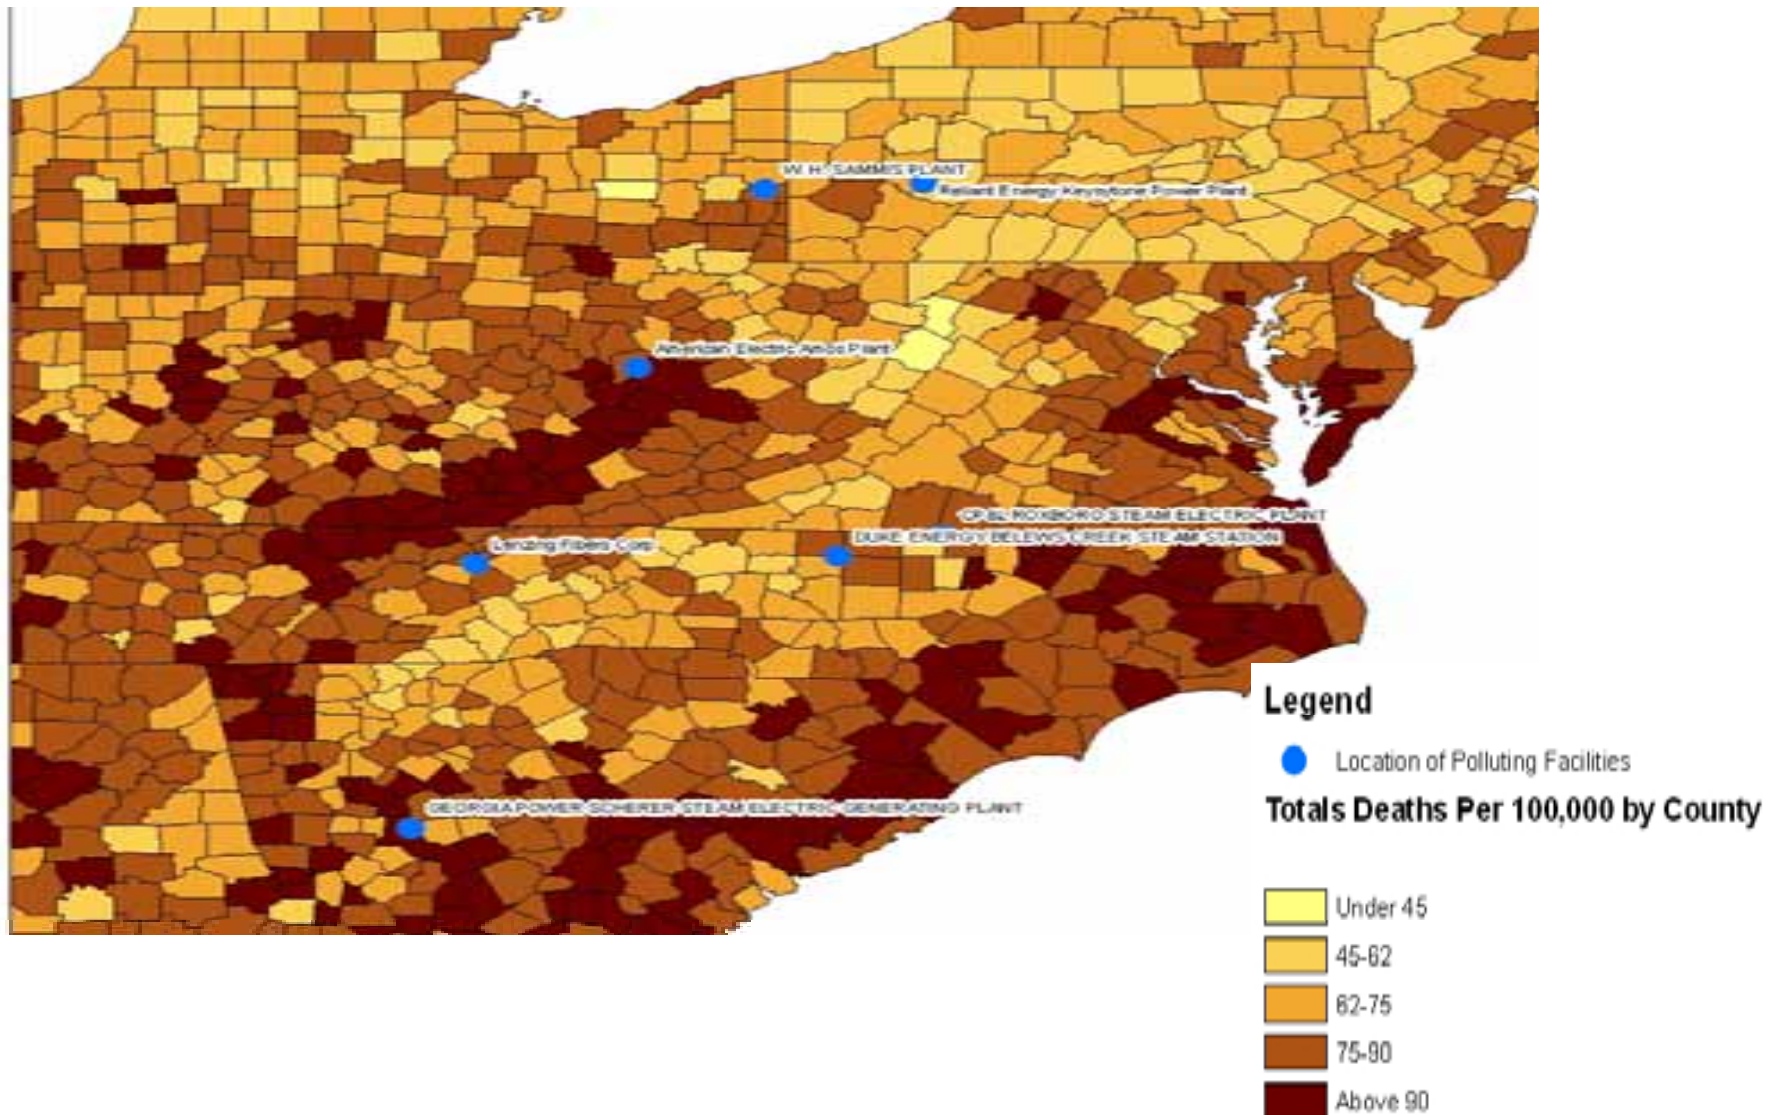 W. H. SAMMIS PLANT
Reliant Energy Keystone Power Plant
American Electric Amos Plant
CP&L ROXBORO STEAM ELECTRIC PLANT
DUKE ENERGY BELEWS CREEK STEAM STATION
Lenzing Fibers Corp
GEORGIA POWER SCHERER STEAM ELECTRIC GENERATING PLANT
Legend
Location of Polluting Facilities
Totals Deaths Per 100,000 by County
Under 45
45-62
62-75
75-90
Above 90